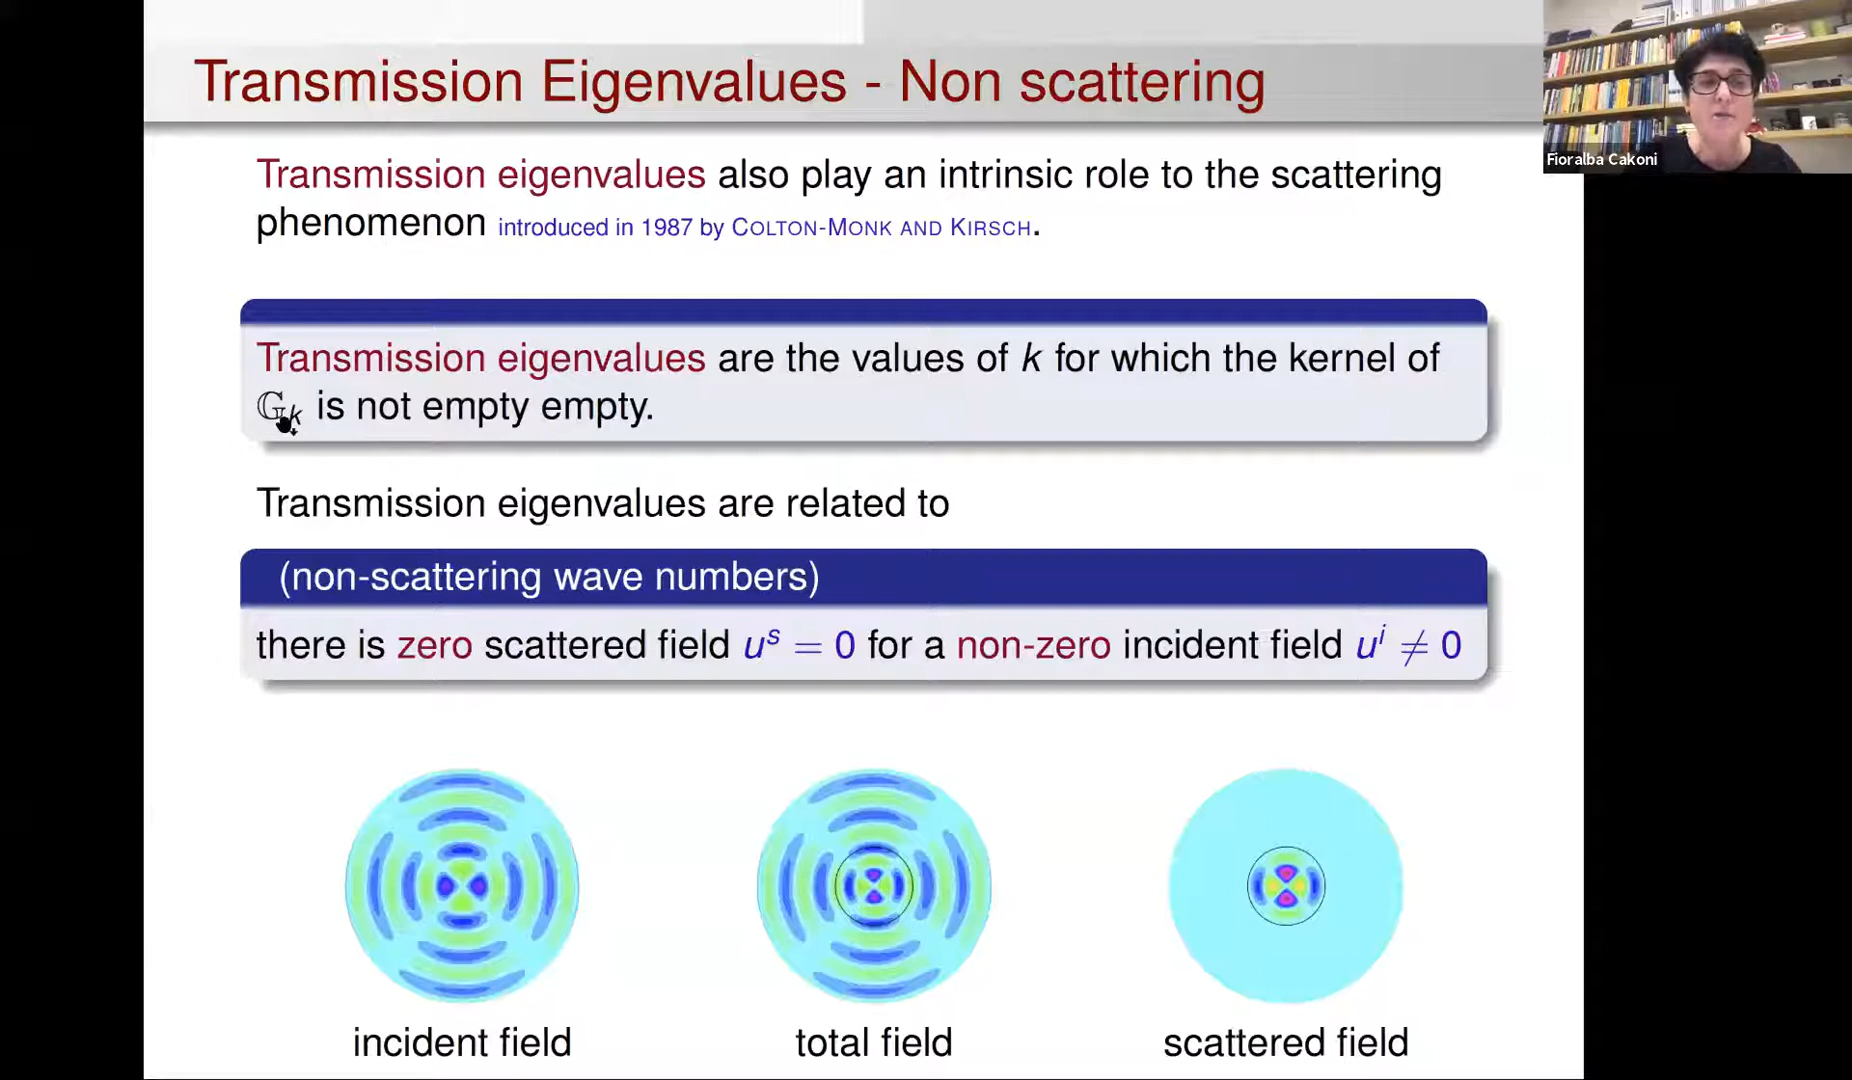 Transmission Eigenvalues - Non scattering
Fioralba Cakoni
Transmission eigenvalues also play an intrinsic role to the scattering
phenomenon introduced in 1987 by COLTON-MONK AND KIRSCH.
Transmission eigenvalues are the values of k for which the kernel of
𝔾ₖ is not empty empty.
Transmission eigenvalues are related to
(non-scattering wave numbers)
there is zero scattered field uˢ = 0 for a non-zero incident field uⁱ ≠ 0
incident field
total field
scattered field